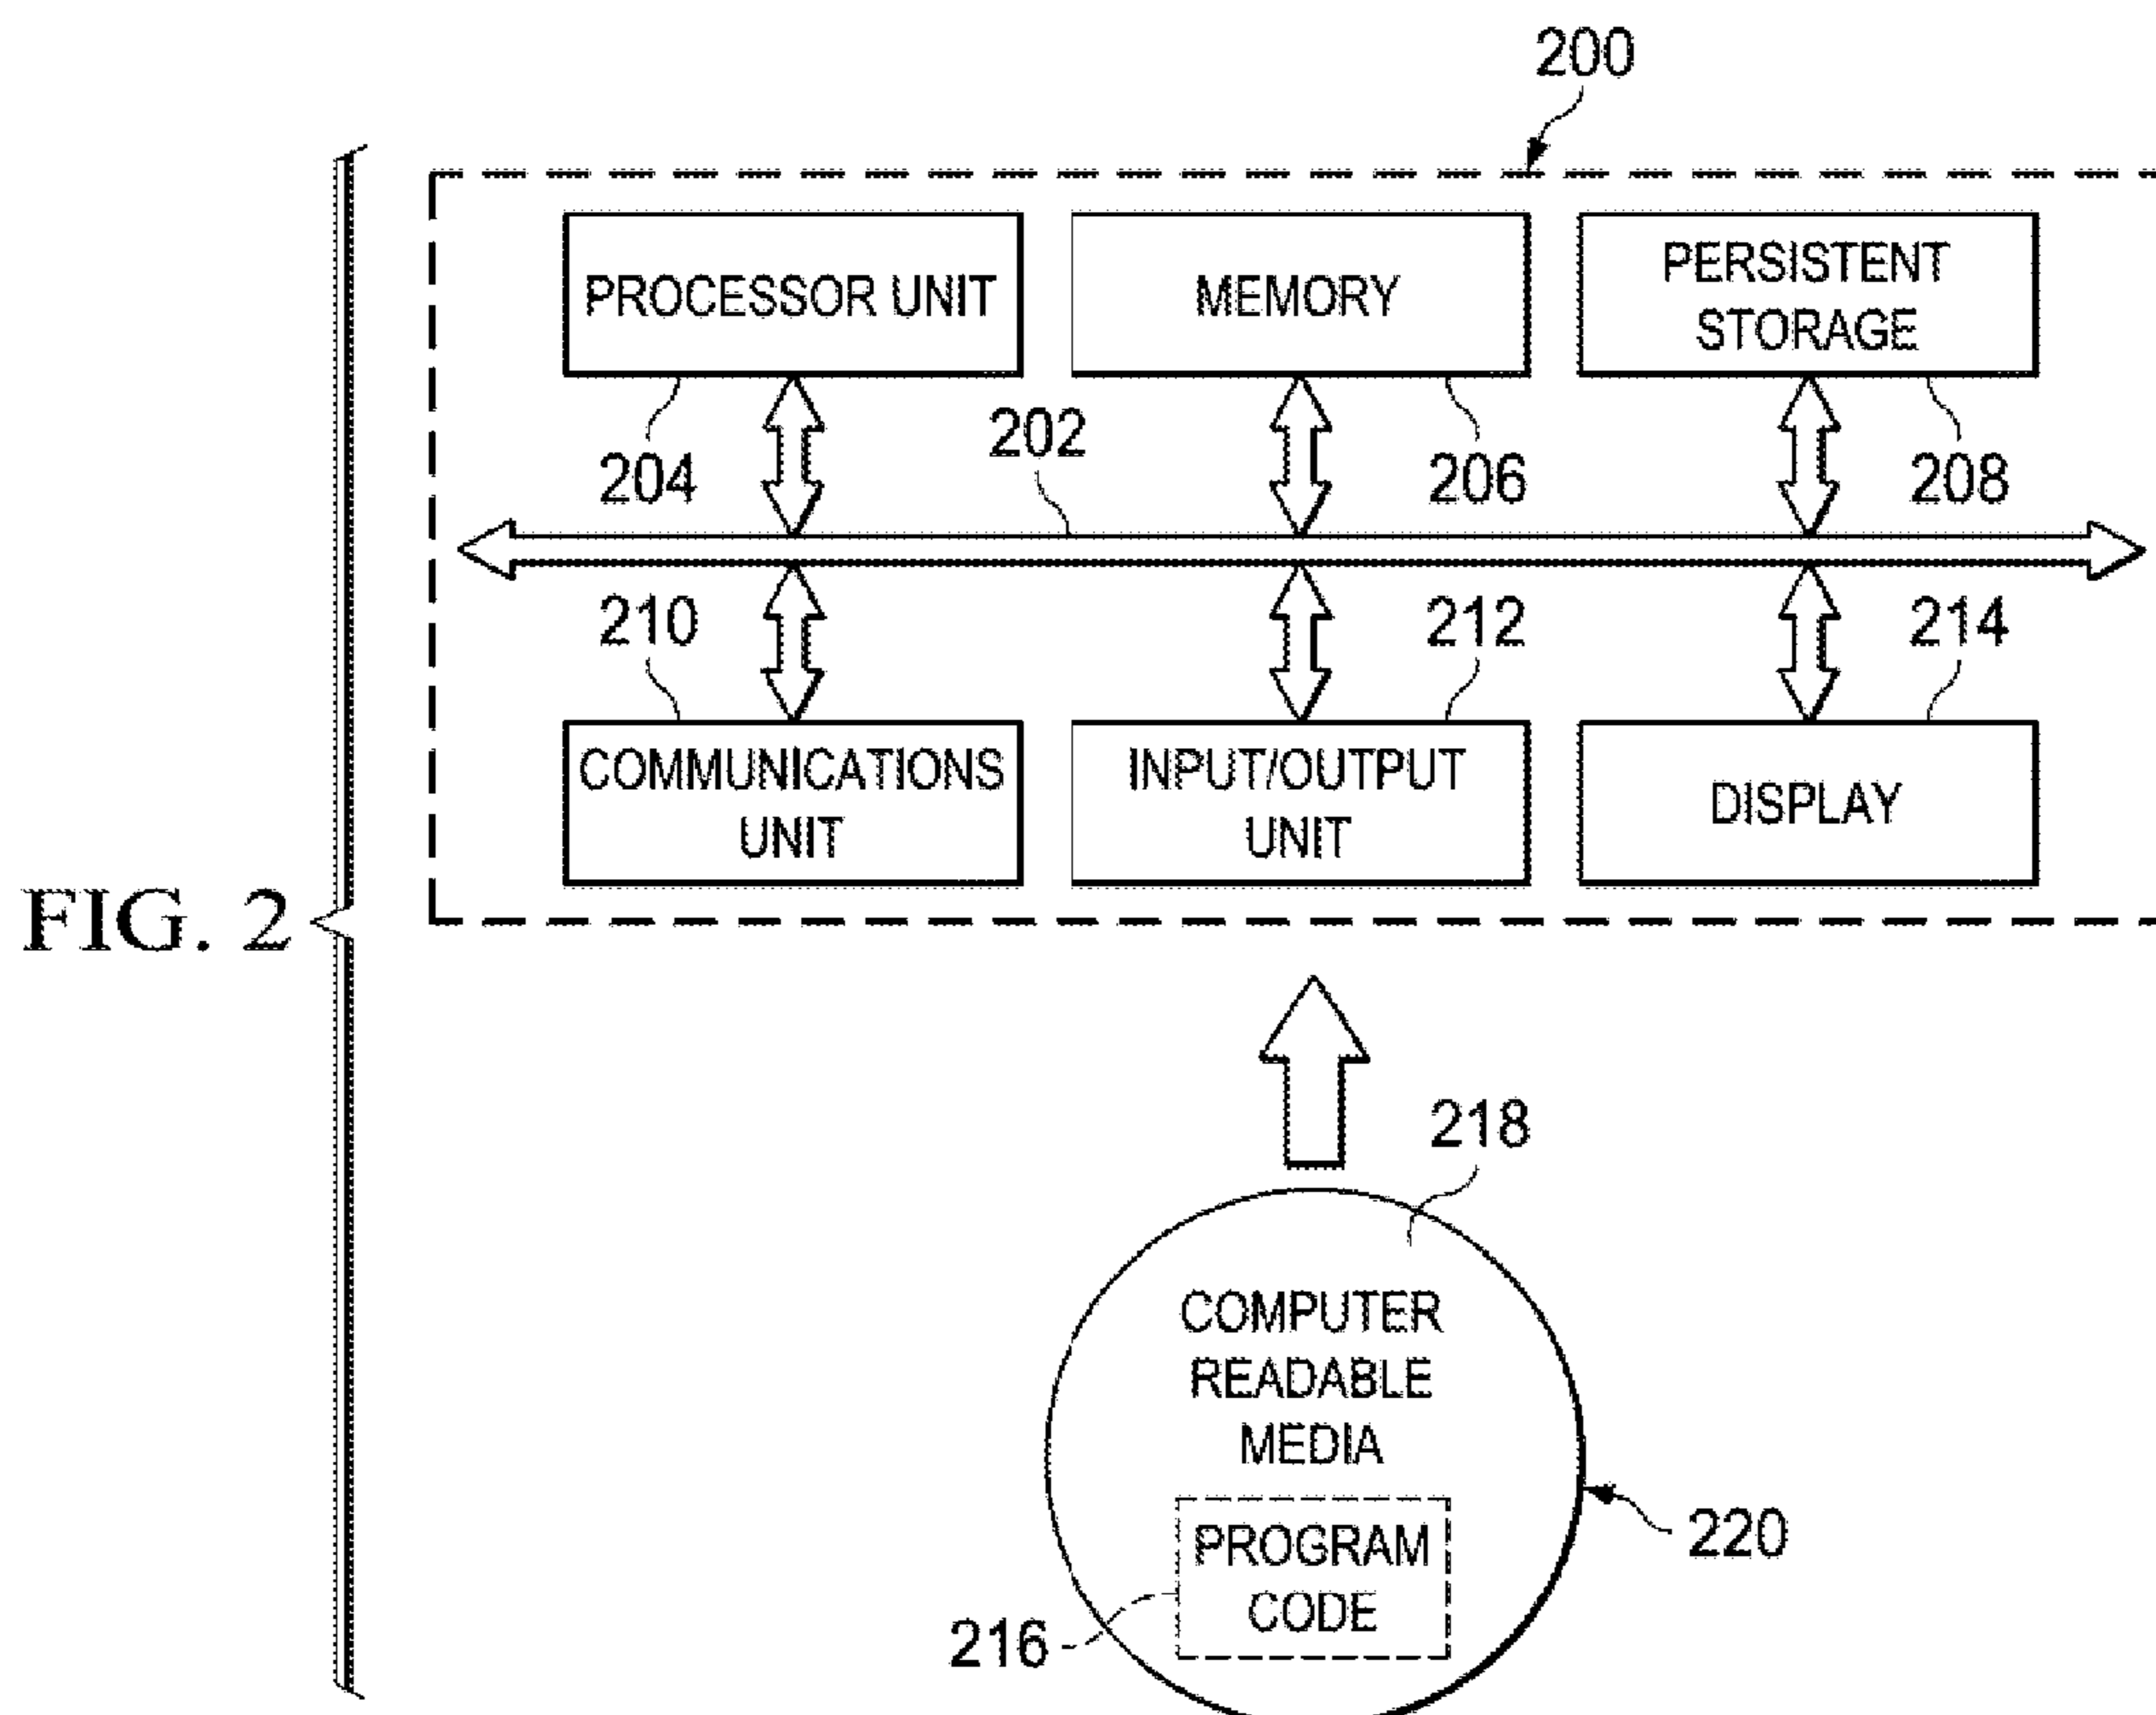 200
PROCESSOR UNIT
MEMORY
PERSISTENT
STORAGE
204
202
206
208
210
212
214
COMMUNICATIONS
UNIT
INPUT/OUTPUT
UNIT
DISPLAY
FIG. 2
218
COMPUTER
READABLE
MEDIA
PROGRAM
CODE
220
216